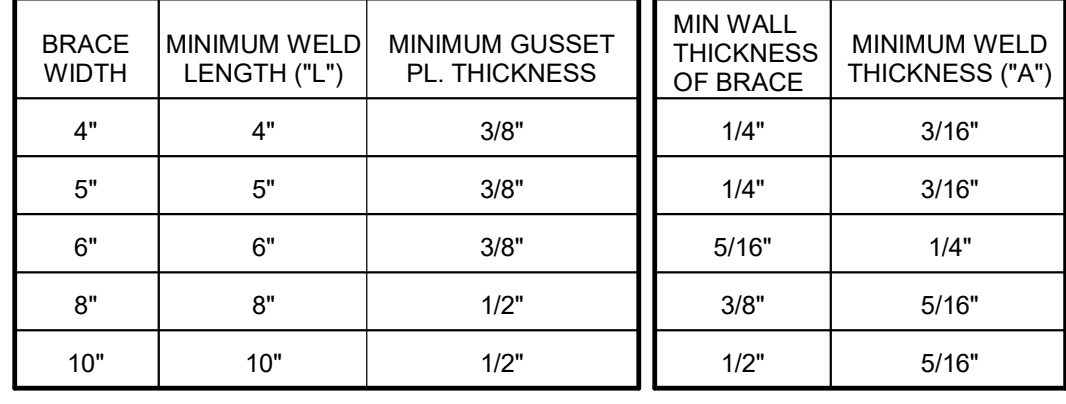 BRACE WIDTH MINIMUM WELD LENGTH ("L") MINIMUM GUSSET PL. THICKNESS MIN WALL THICKNESS OF BRACE MINIMUM WELD THICKNESS ("A")
4" 4" 3/8" 1/4" 3/16"
5" 5" 3/8" 1/4" 3/16"
6" 6" 3/8" 5/16" 1/4"
8" 8" 1/2" 3/8" 5/16"
10" 10" 1/2" 1/2" 5/16"